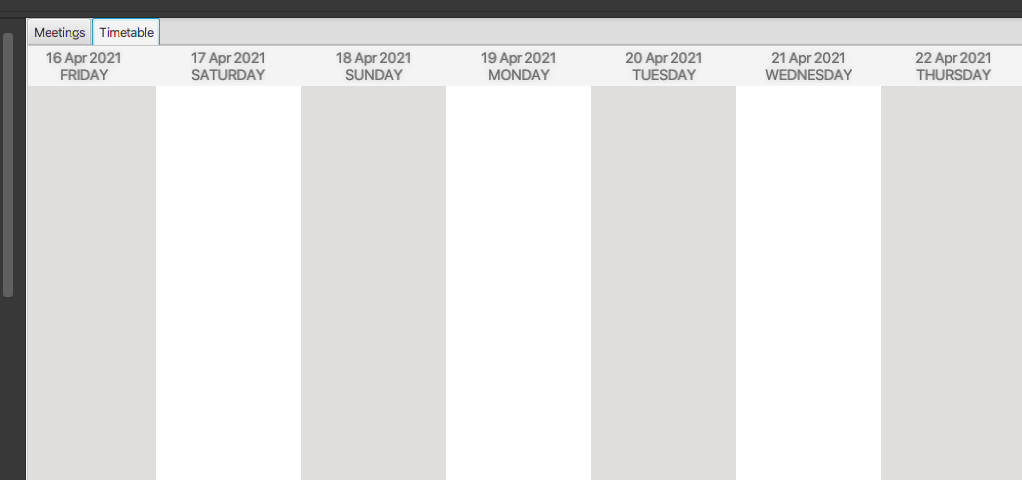 Meetings Timetable
16 Apr 2021 17 Apr 2021 18 Apr 2021 19 Apr 2021 20 Apr 2021 21 Apr 2021 22 Apr 2021
FRIDAY SATURDAY SUNDAY MONDAY TUESDAY WEDNESDAY THURSDAY